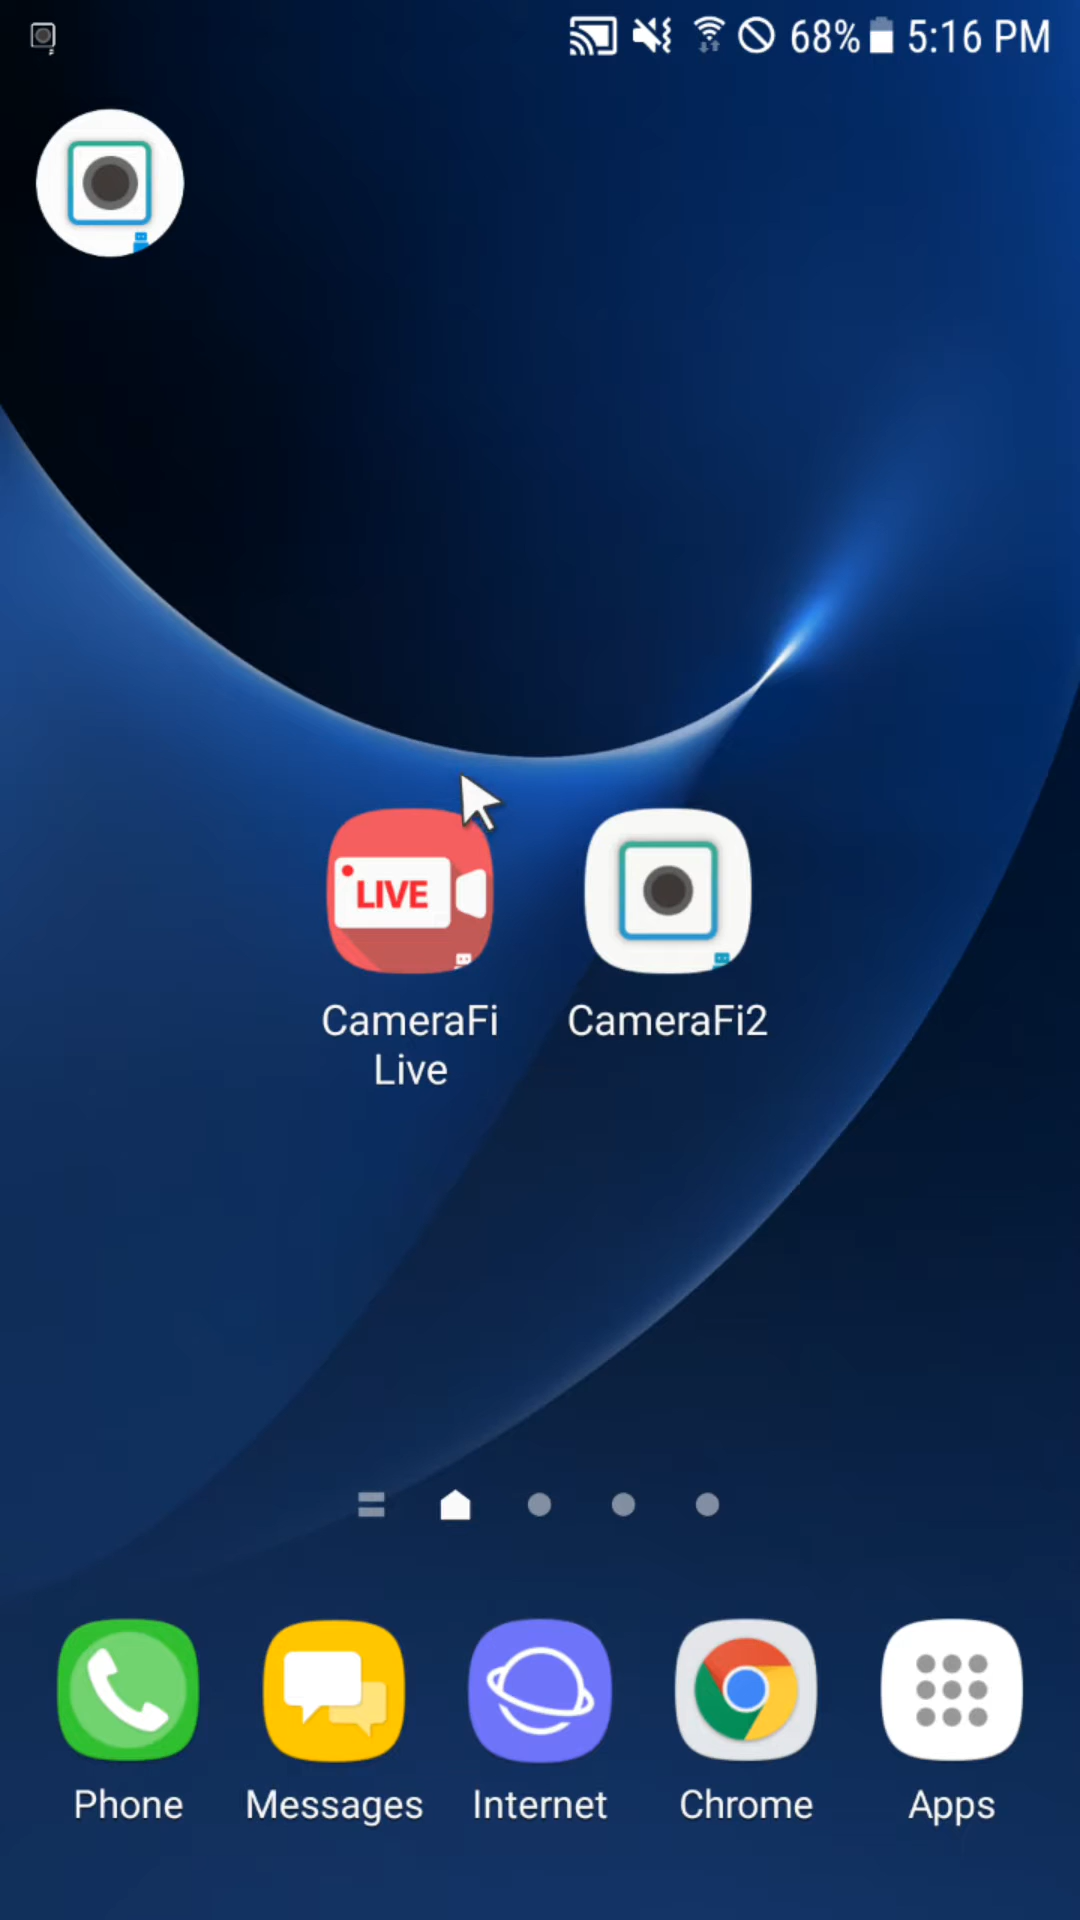 68% 5:16 PM
LIVE
CameraFi
Live
CameraFi2
Phone Messages Internet Chrome Apps